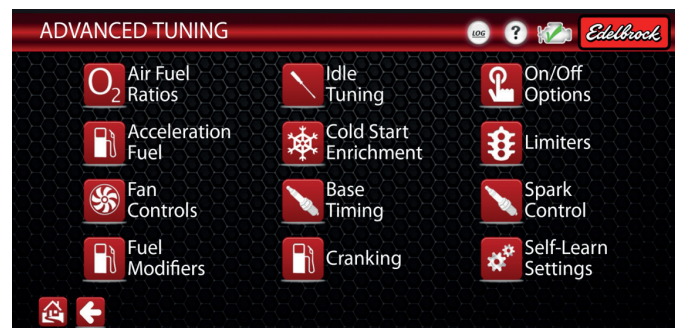 ADVANCED TUNING
LOG
?
Edelbrock
O2
Air Fuel
Ratios
Idle
Tuning
On/Off
Options
Acceleration
Fuel
Cold Start
Enrichment
Limiters
Fan
Controls
Base
Timing
Spark
Control
Fuel
Modifiers
Cranking
Self-Learn
Settings